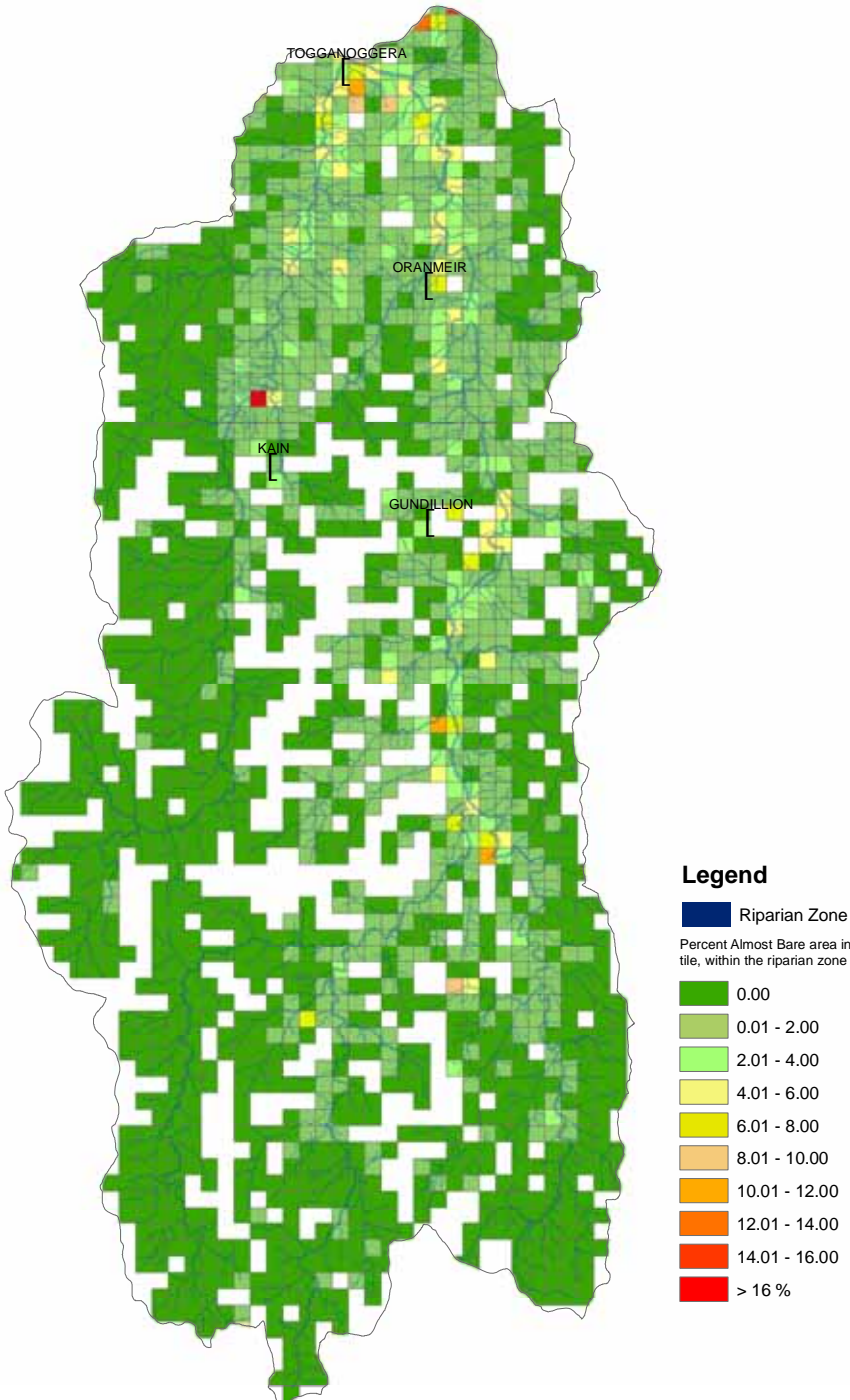 TOGGANOGGERA
ORANMEIR
KAIN
GUNDILLION
Legend
Riparian Zone
Percent Almost Bare area in
tile, within the riparian zone
0.00
0.01 - 2.00
2.01 - 4.00
4.01 - 6.00
6.01 - 8.00
8.01 - 10.00
10.01 - 12.00
12.01 - 14.00
14.01 - 16.00
> 16 %